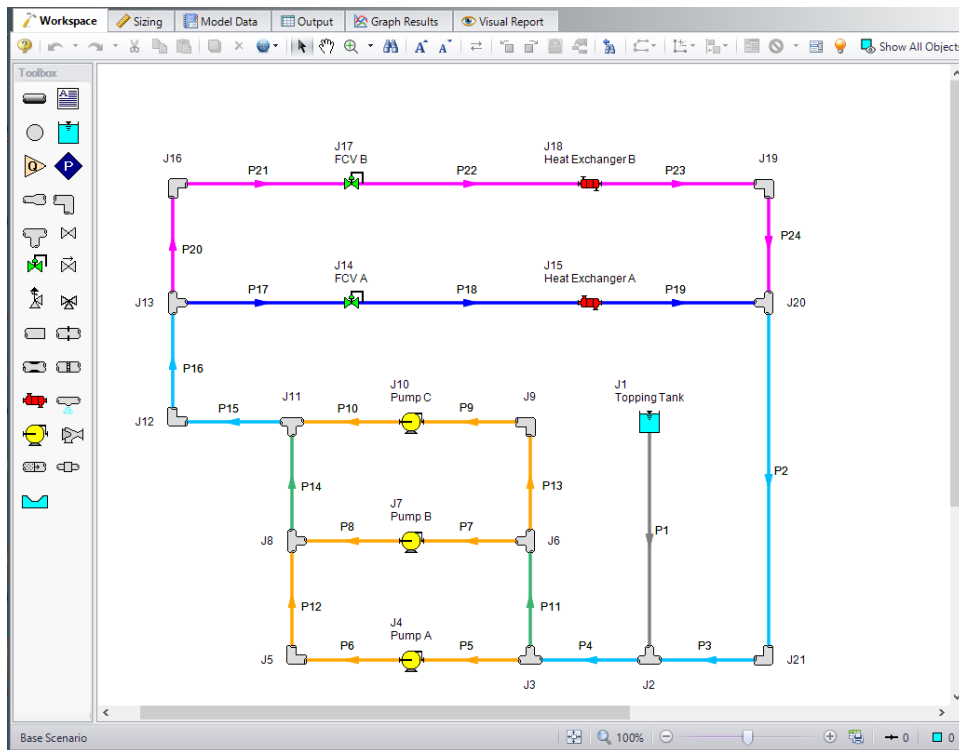 Workspace Sizing Model Data Output Graph Results Visual Report
A A Show All Objects
Toolbox
A
Q P
J17
FCV B
J18
Heat Exchanger B
J16 J19
P21 P22 P23
P20 P24
J14
FCV A
J15
Heat Exchanger A
J13 P17 P18 P19 J20
P16
J10
Pump C
J1
Topping Tank
J11 J9
J12 P15 P10 P9
P2
P14 P13
J7
Pump B
P1
J8 P8 P7 J6
P12 P11
J4
Pump A
J5 P6 P5 P4 P3 J21
J3 J2
Base Scenario 100% 0 0